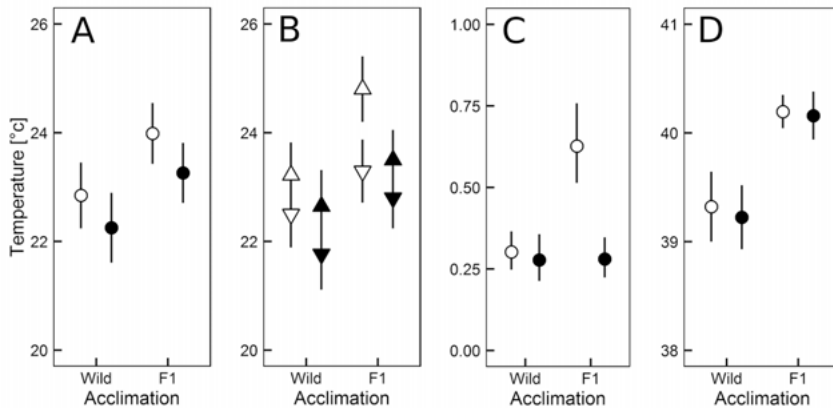 A
B
C
D
Temperature [°c]
26
24
22
20
Wild
F1
Acclimation
26
24
22
20
Wild
F1
Acclimation
1.00
0.75
0.50
0.25
0.00
Wild
F1
Acclimation
41
40
39
38
Wild
F1
Acclimation